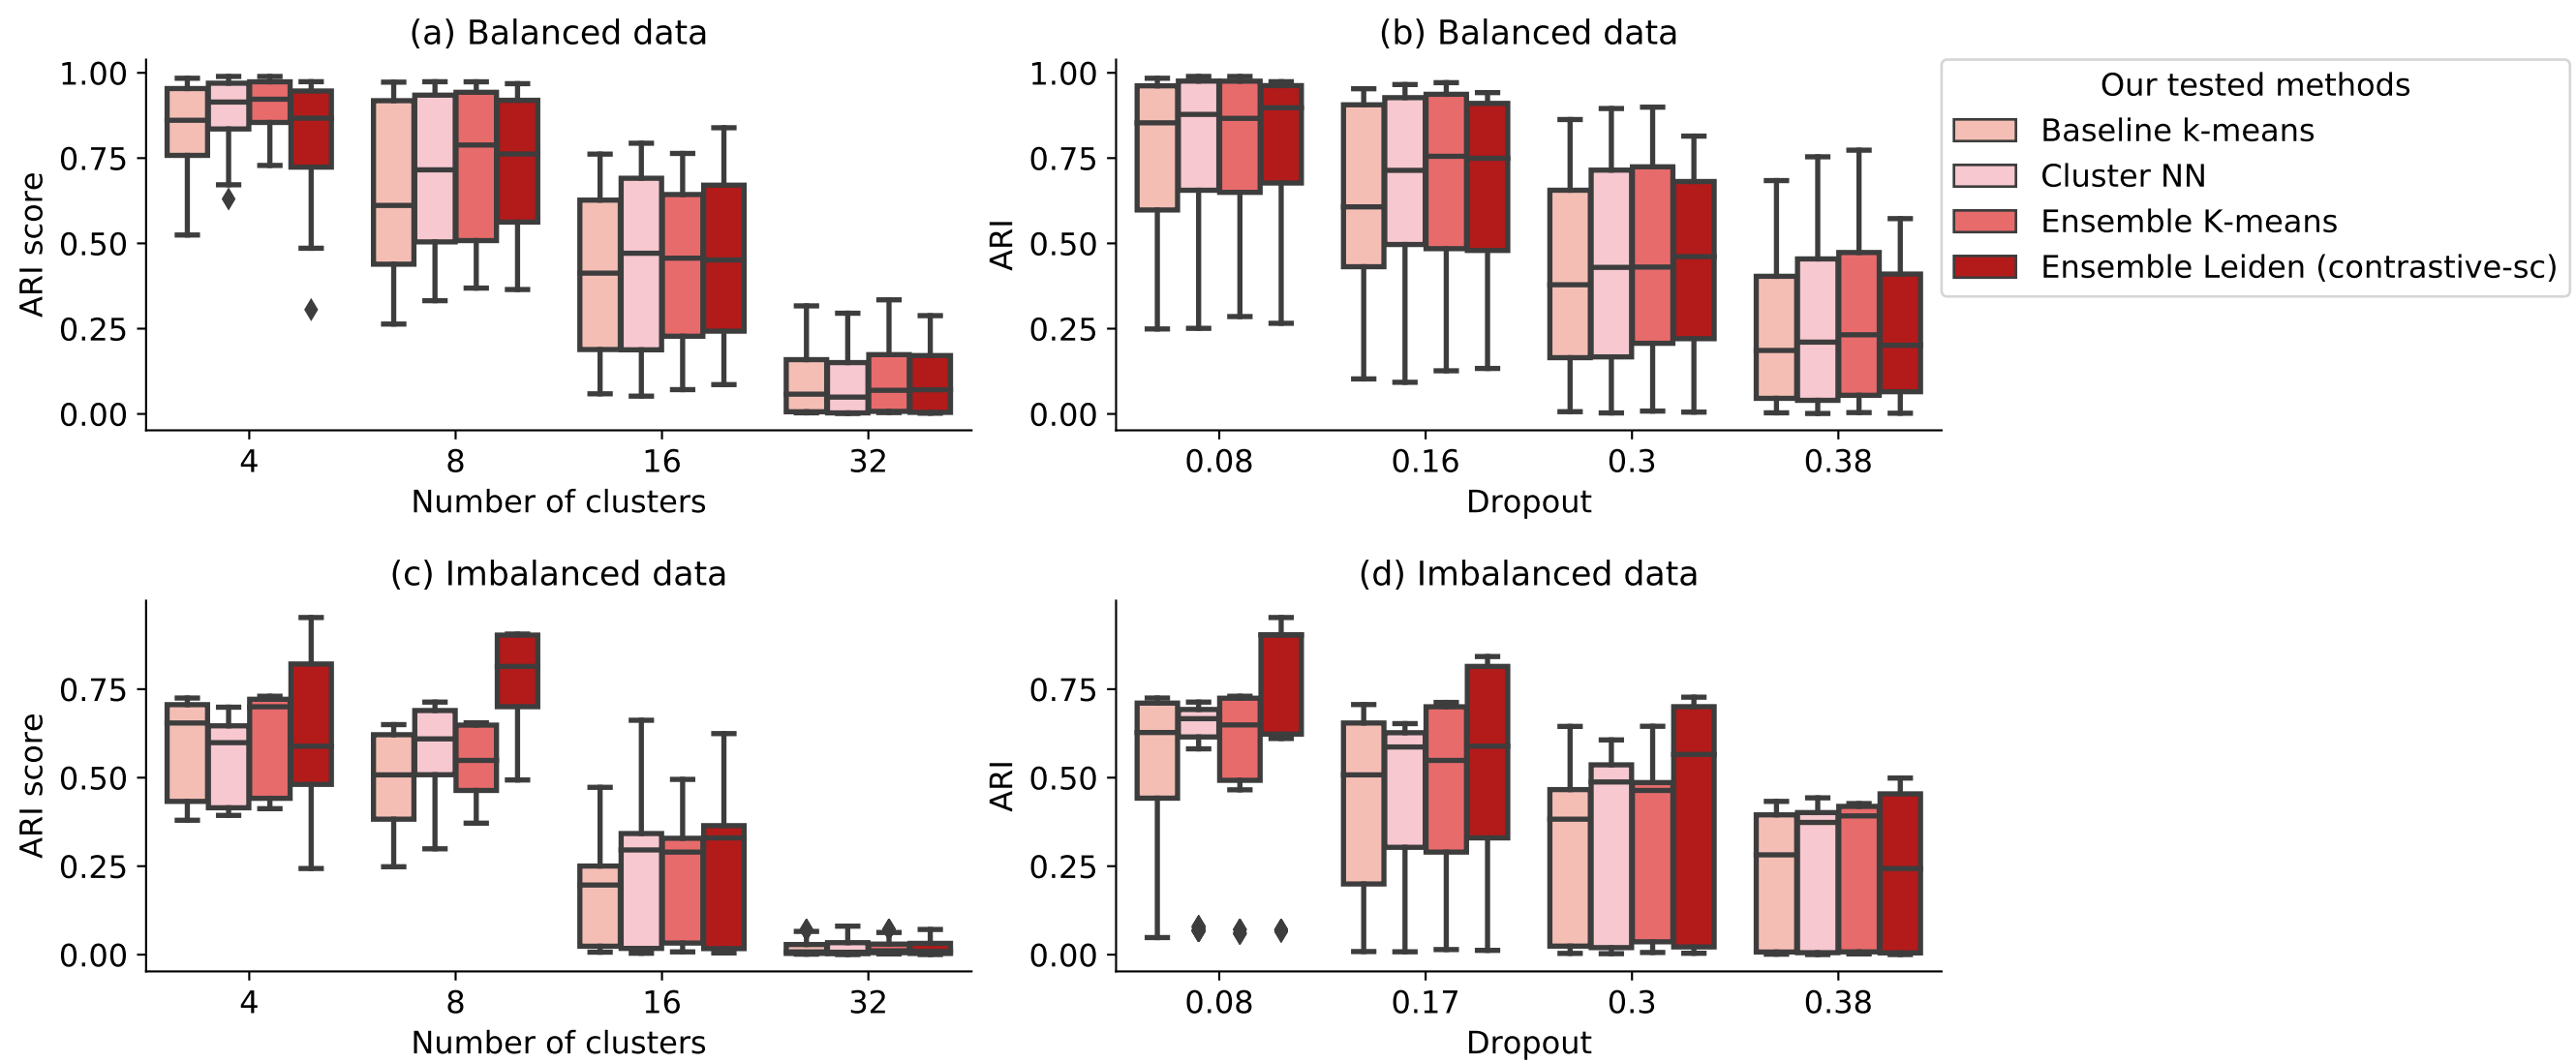 (a) Balanced data
ARI score
1.00
0.75
0.50
0.25
0.00
4 8 16 32
Number of clusters
(b) Balanced data
ARI
1.00
0.75
0.50
0.25
0.00
0.08 0.16 0.3 0.38
Dropout
Our tested methods
Baseline k-means
Cluster NN
Ensemble K-means
Ensemble Leiden (contrastive-sc)
(c) Imbalanced data
ARI score
0.75
0.50
0.25
0.00
4 8 16 32
Number of clusters
(d) Imbalanced data
ARI
0.75
0.50
0.25
0.00
0.08 0.17 0.3 0.38
Dropout